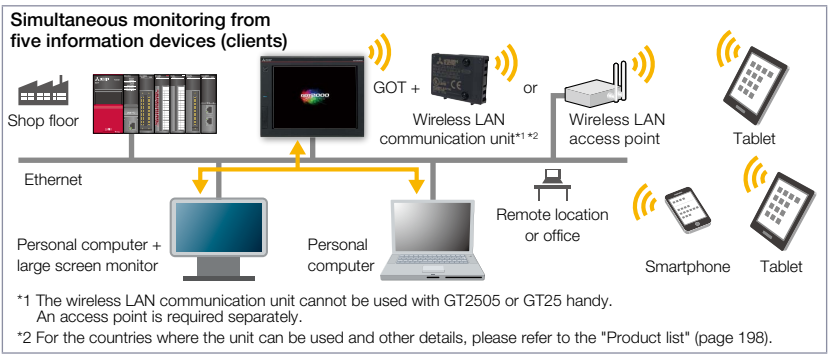 Simultaneous monitoring from
five information devices (clients)
GOT +
or
Shop floor
Wireless LAN
communication unit*1 *2
Wireless LAN
access point
Tablet
Ethernet
Personal computer +
large screen monitor
Personal
computer
Remote location
or office
Smartphone
Tablet
*1 The wireless LAN communication unit cannot be used with GT2505 or GT25 handy.
An access point is required separately.
*2 For the countries where the unit can be used and other details, please refer to the "Product list" (page 198).